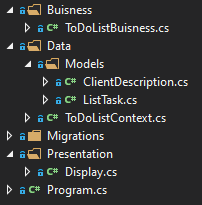 Buisness
C# ToDoListBuisness.cs
Data
Models
C# ClientDescription.cs
C# ListTask.cs
C# ToDoListContext.cs
Migrations
Presentation
C# Display.cs
C# Program.cs